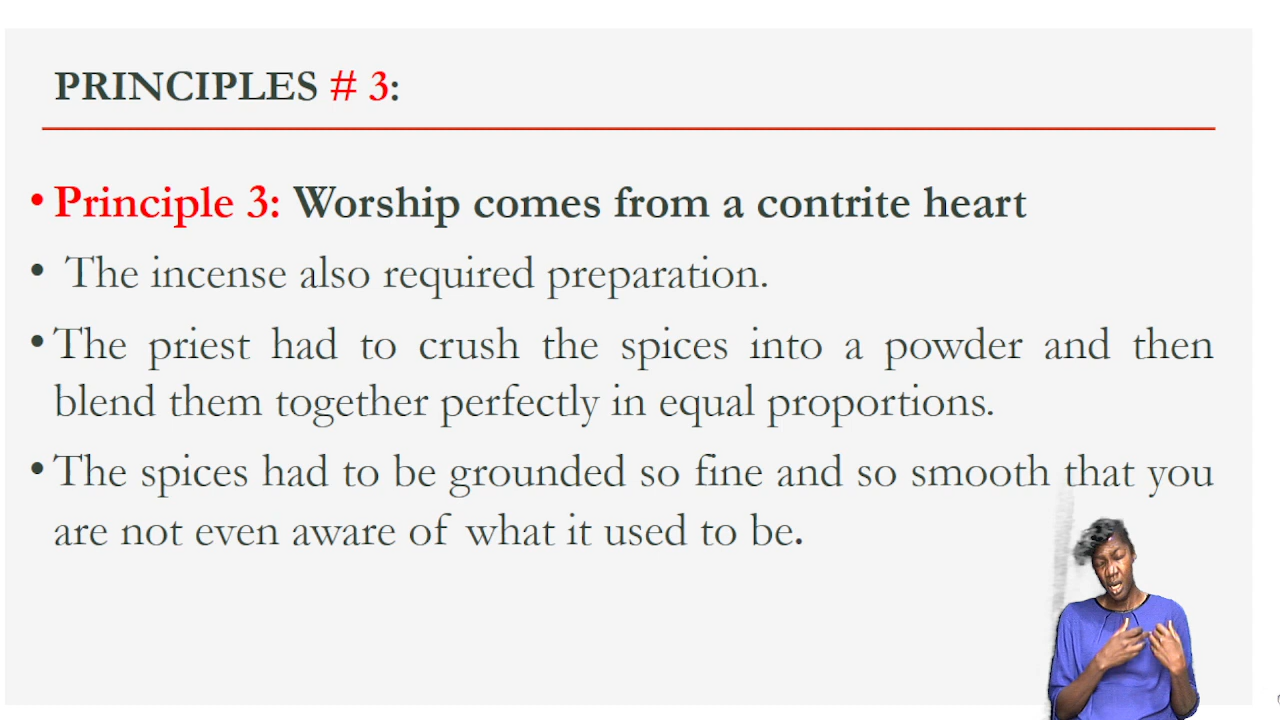 PRINCIPLES # 3:
• Principle 3: Worship comes from a contrite heart
• The incense also required preparation.
• The priest had to crush the spices into a powder and then
blend them together perfectly in equal proportions.
• The spices had to be grounded so fine and so smooth that you
are not even aware of what it used to be.